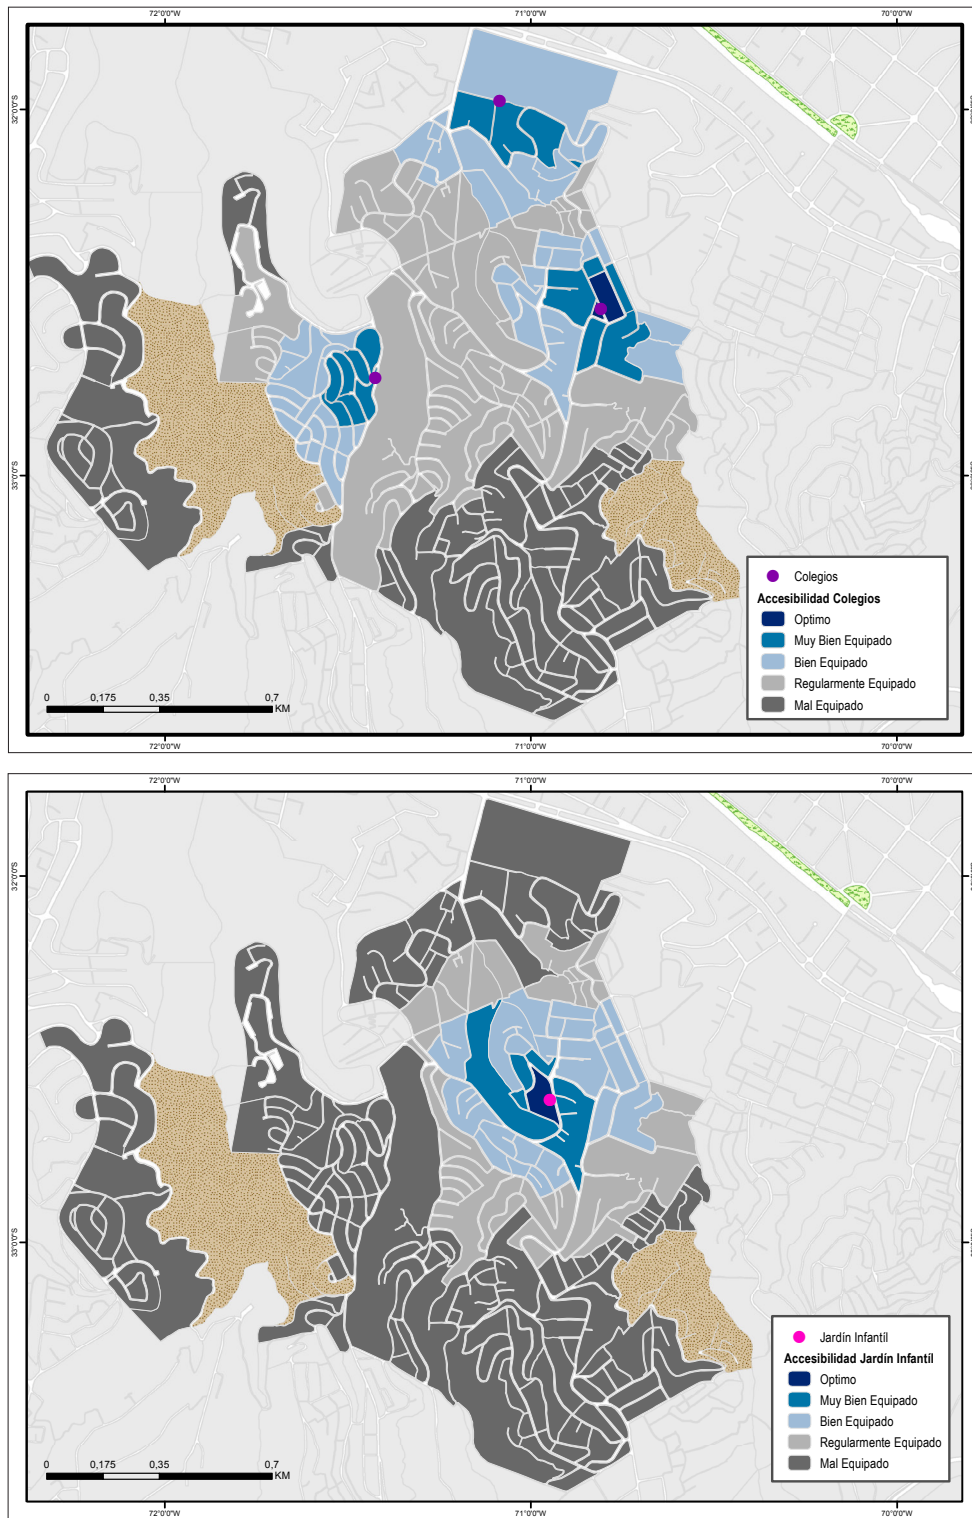 72°0'0"W
71°0'0"W
70°0'0"W
32°0'0"S
33°0'0"S
Colegios
Accesibilidad Colegios
Optimo
Muy Bien Equipado
Bien Equipado
Regularmente Equipado
Mal Equipado
0
0,175
0,35
0,7
KM
72°0'0"W
71°0'0"W
70°0'0"W
72°0'0"W
71°0'0"W
70°0'0"W
32°0'0"S
33°0'0"S
Jardín Infantíl
Accesibilidad Jardín Infantíl
Optimo
Muy Bien Equipado
Bien Equipado
Regularmente Equipado
Mal Equipado
0
0,175
0,35
0,7
KM
72°0'0"W
71°0'0"W
70°0'0"W